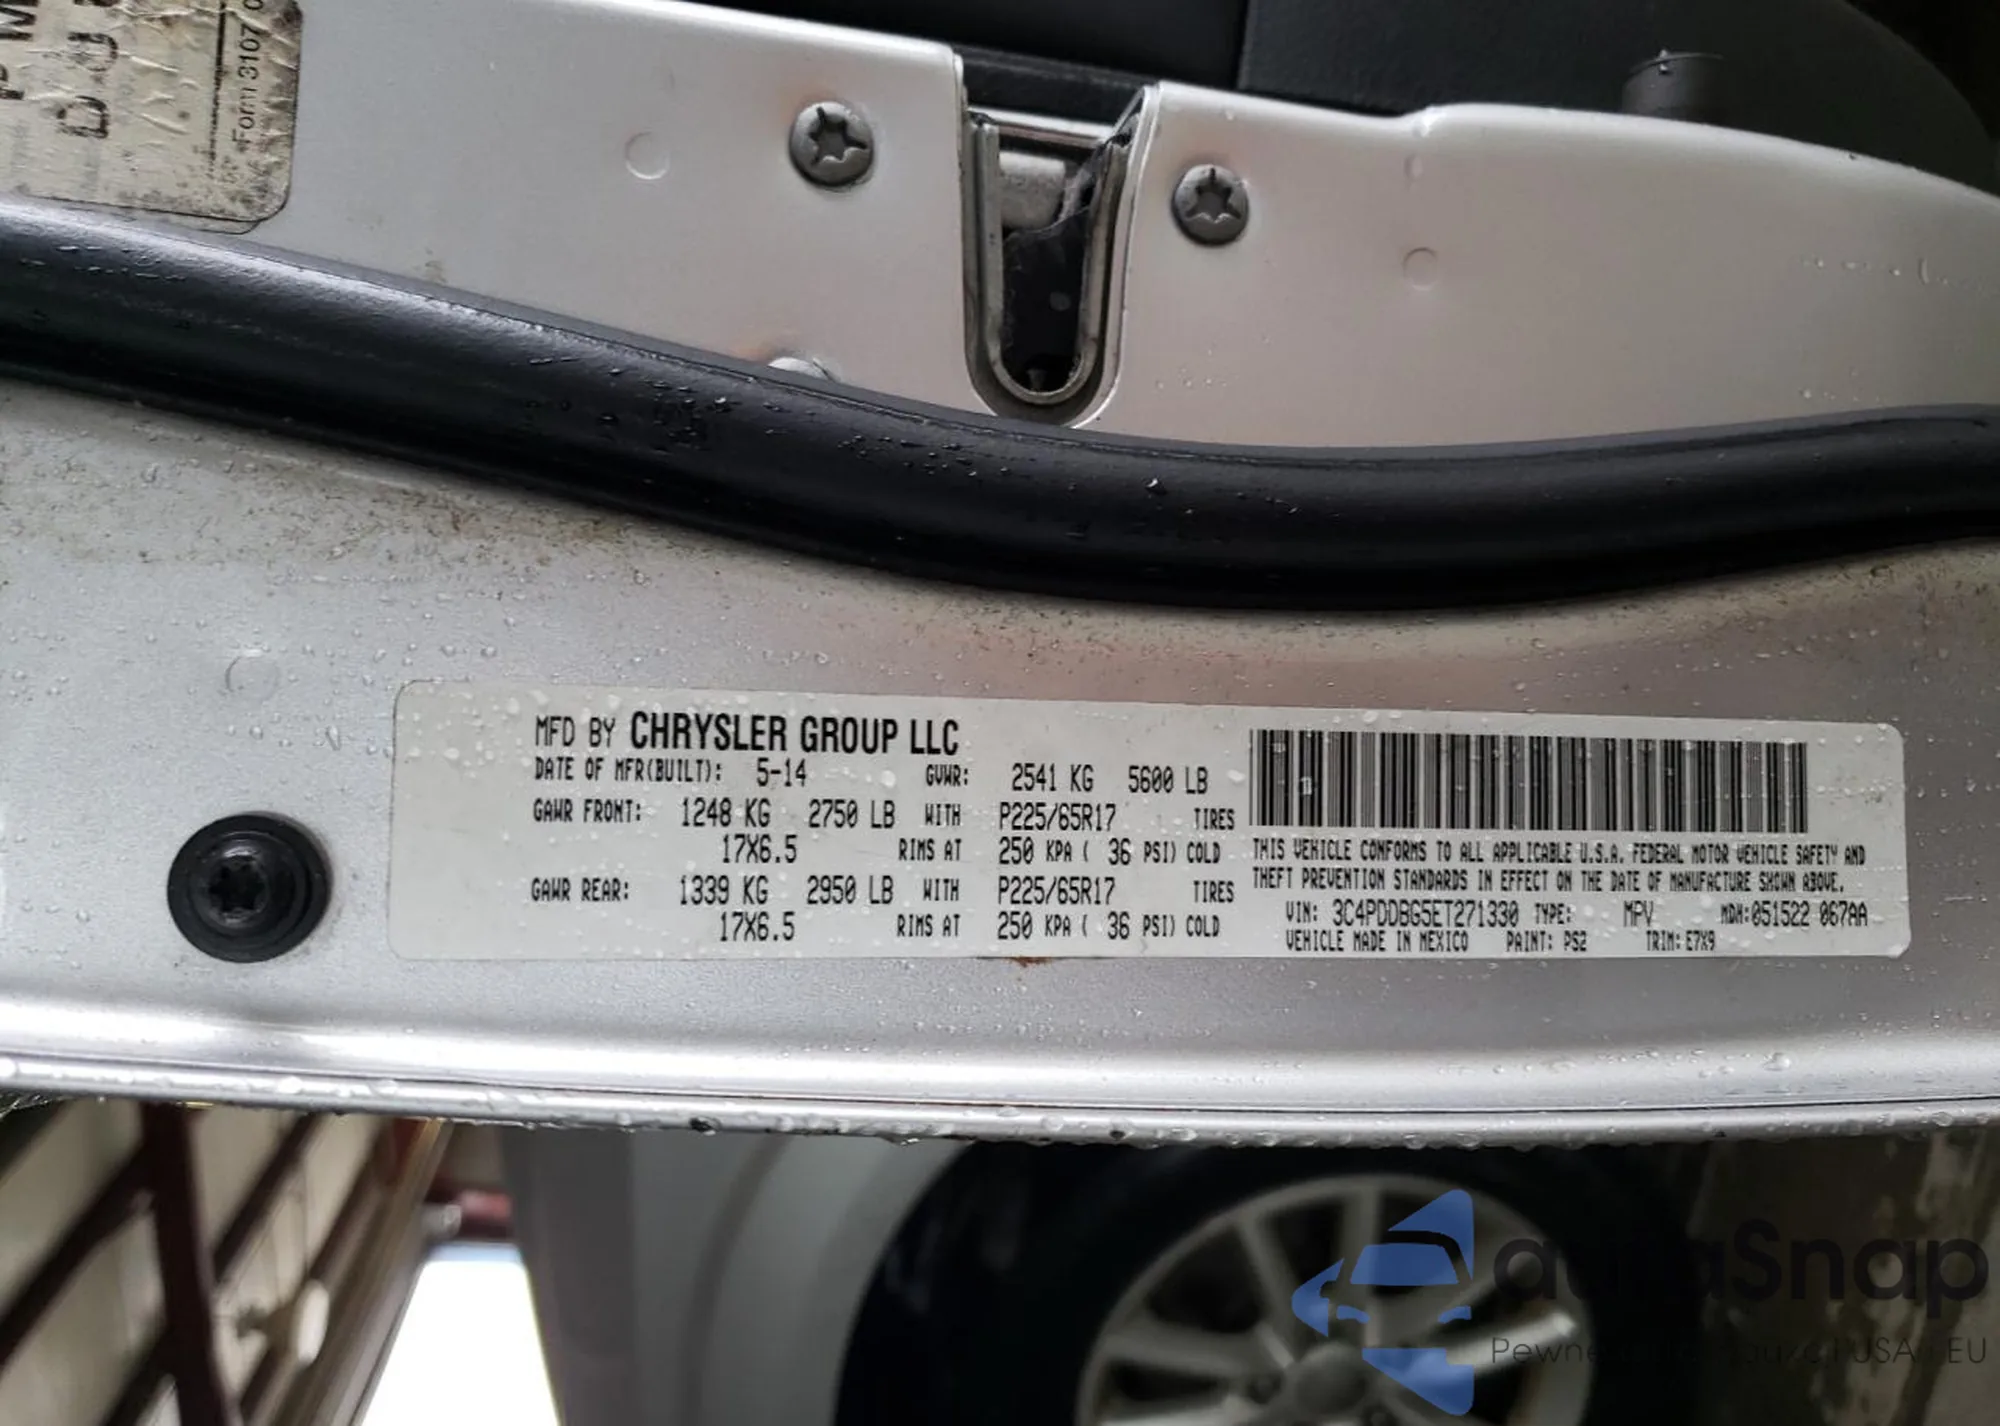 Form 3107
MFD BY CHRYSLER GROUP LLC
DATE OF MFR(BUILT): 5-14 GVWR: 2541 KG 5600 LB
GAWR FRONT: 1248 KG 2750 LB WITH P225/65R17 TIRES
17X6.5 RIMS AT 250 KPA ( 36 PSI) COLD
GAWR REAR: 1339 KG 2950 LB WITH P225/65R17 TIRES
17X6.5 RIMS AT 250 KPA ( 36 PSI) COLD
THIS VEHICLE CONFORMS TO ALL APPLICABLE U.S.A. FEDERAL MOTOR VEHICLE SAFETY AND
THEFT PREVENTION STANDARDS IN EFFECT ON THE DATE OF MANUFACTURE SHOWN ABOVE.
VIN: 3C4PDDBG5ET271330 TYPE: MPV MDH:051522 067AA
VEHICLE MADE IN MEXICO PAINT: PS2 TRIM: E7X9
USA EU